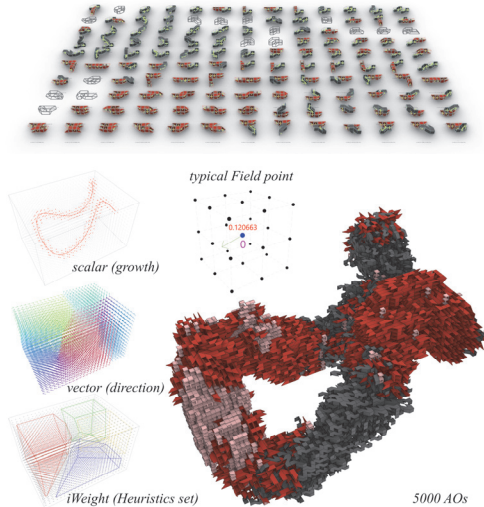 typical Field point
0.120663
0
scalar (growth)
vector (direction)
iWeight (Heuristics set)
5000 AOs